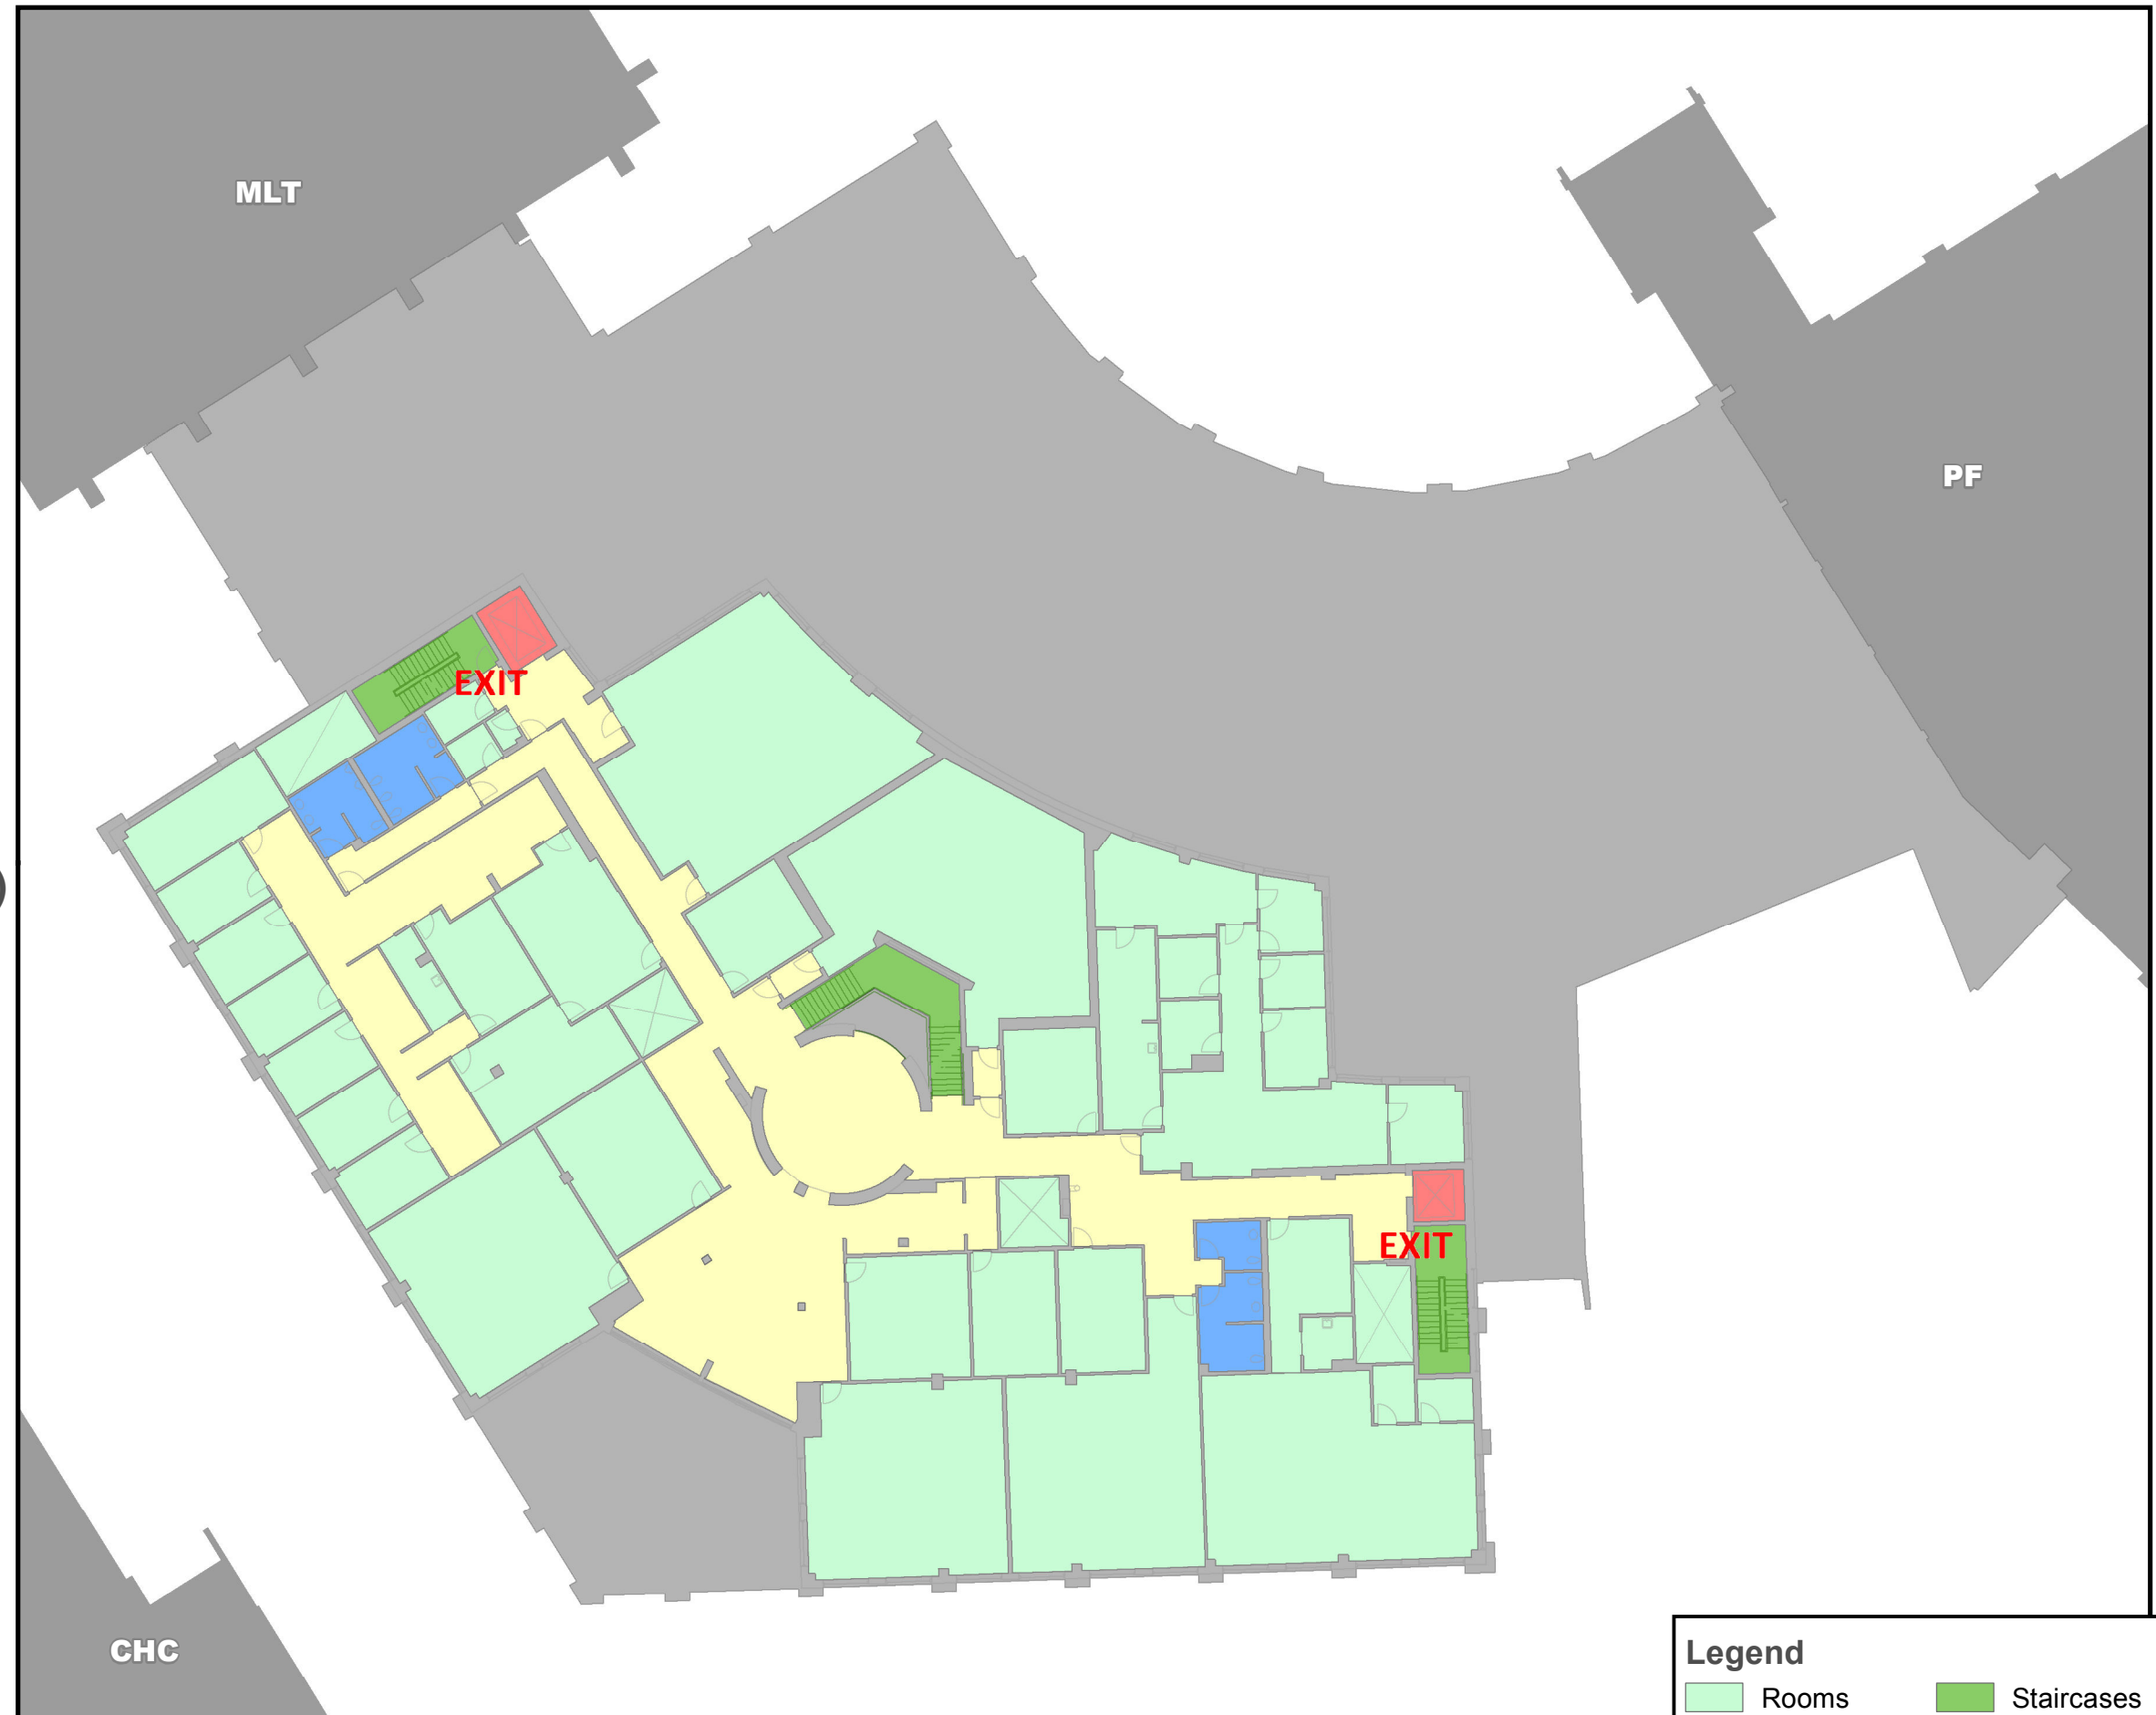 MLT
PF
EXIT
EXIT
CHC
Legend
Rooms
Staircases